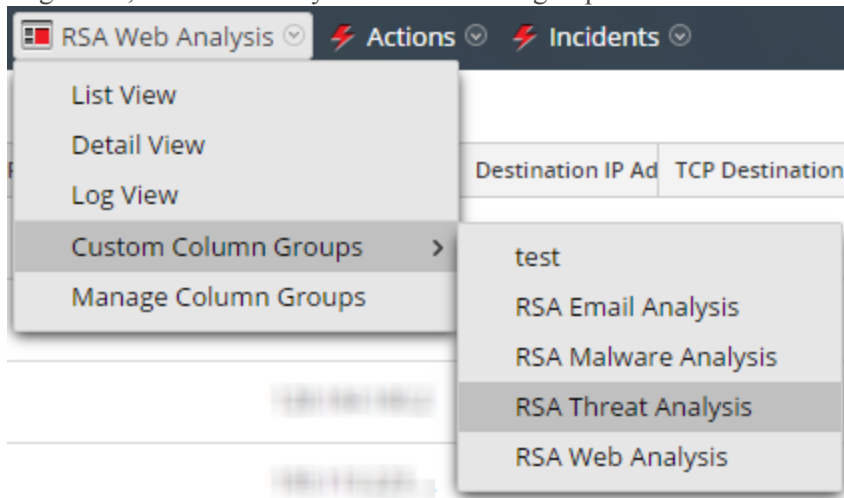 RSA Web Analysis Actions Incidents
List View
Detail View
Log View
Custom Column Groups
Manage Column Groups
Destination IP Ad TCP Destination
test
RSA Email Analysis
RSA Malware Analysis
RSA Threat Analysis
RSA Web Analysis